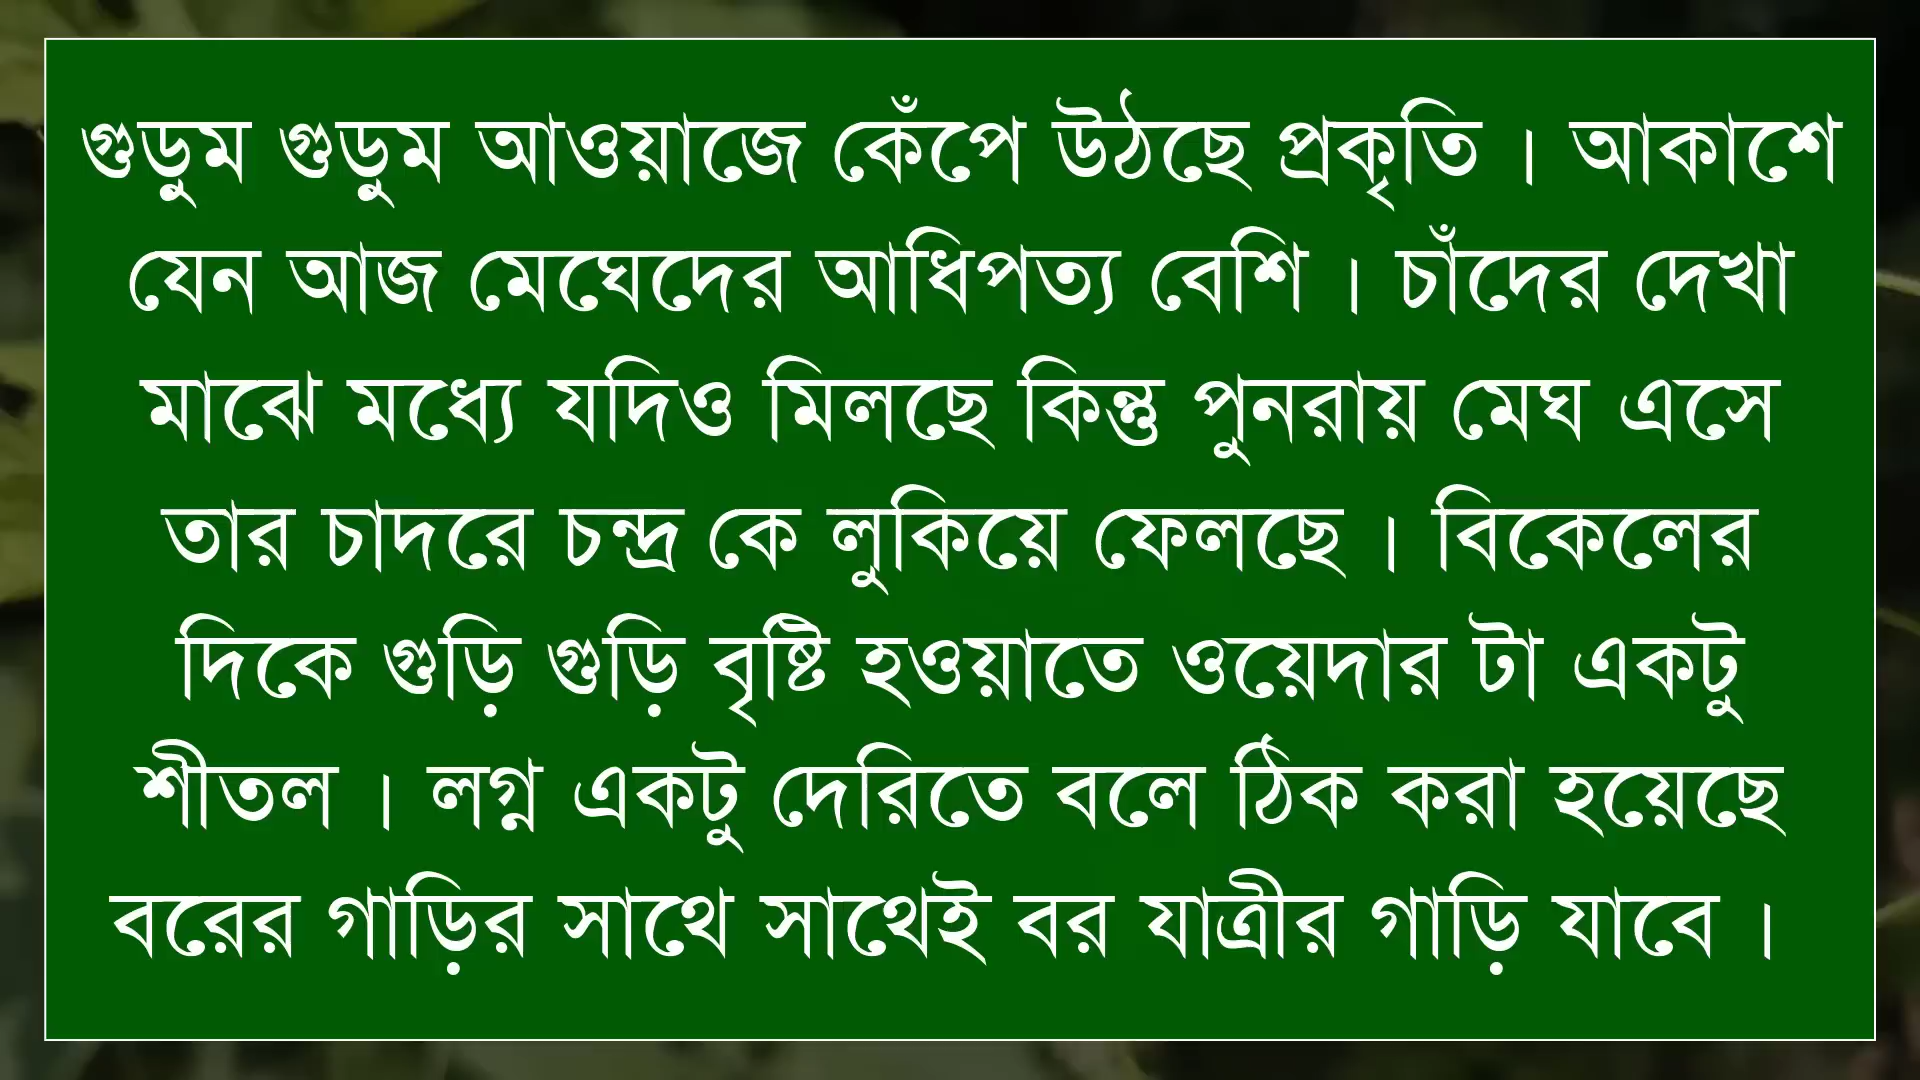 গুড়ুম গুড়ুম আওয়াজে কেঁপে উঠছে প্রকৃতি । আকাশে
যেন আজ মেঘেদের আধিপত্য বেশি । চাঁদের দেখা
মাঝে মধ্যে যদিও মিলছে কিন্তু পুনরায় মেঘ এসে
তার চাদরে চন্দ্র কে লুকিয়ে ফেলছে । বিকেলের
দিকে গুড়ি গুড়ি বৃষ্টি হওয়াতে ওয়েদার টা একটু
শীতল । লগ্ন একটু দেরিতে বলে ঠিক করা হয়েছে
বরের গাড়ির সাথে সাথেই বর যাত্রীর গাড়ি যাবে ।